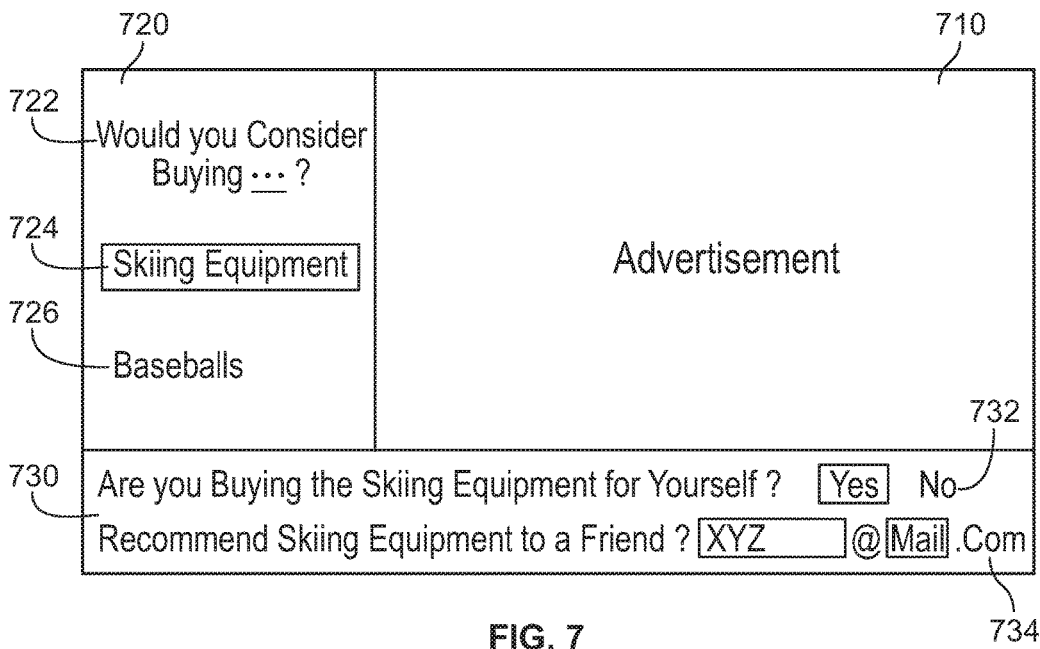 720
710
722
Would you Consider
Buying ... ?
724
Skiing Equipment
Advertisement
726
Baseballs
732
730
Are you Buying the Skiing Equipment for Yourself ? Yes No
Recommend Skiing Equipment to a Friend ? XYZ @ Mail .Com
734
FIG. 7